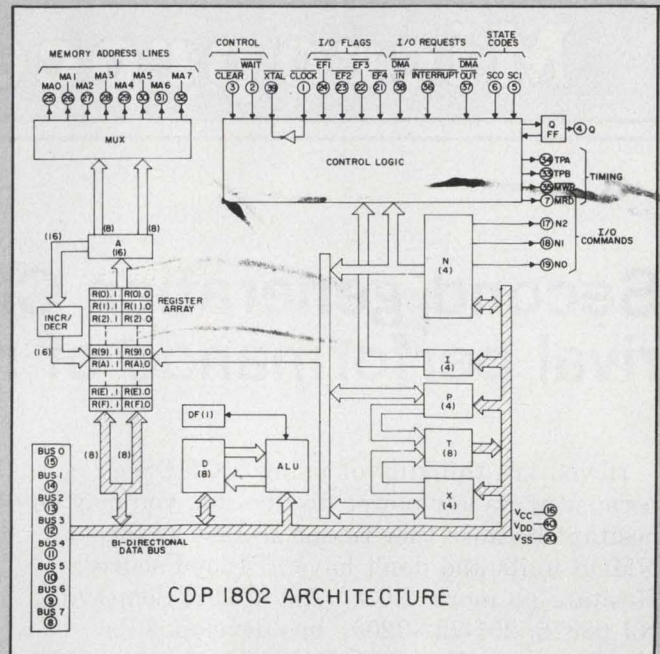 MEMORY ADDRESS LINES
MA0 MA1 MA2 MA3 MA4 MA5 MA6 MA7
25 26 27 28 29 30 31 32
MUX
CONTROL
CLEAR WAIT
3 2
XTAL CLOCK
39 1
I/O FLAGS
EF1 EF2 EF3 EF4
24 23 22 21
I/O REQUESTS
DMA IN INTERRUPT DMA OUT
38 36 37
STATE CODES
SC0 SC1
6 5
CONTROL LOGIC
Q FF
4 Q
34 TPA
33 TPB
35 MWR
7 MRD
TIMING
17 N2
18 N1
19 N0
I/O COMMANDS
(16) (8) (8)
A (16)
INCR/DECR
(16)
REGISTER ARRAY
R(0).1 R(0).0
R(1).1 R(1).0
R(2).1 R(2).0
R(9).1 R(9).0
R(A).1 R(A).0
R(E).1 R(E).0
R(F).1 R(F).0
(8) (8)
N (4)
I (4)
P (4)
T (8)
X (4)
DF (1)
D (8)
ALU
BUS 0
15
BUS 1
14
BUS 2
13
BUS 3
12
BUS 4
11
BUS 5
10
BUS 6
9
BUS 7
8
BI-DIRECTIONAL DATA BUS
VCC 16
VDD 40
VSS 20
CDP 1802 ARCHITECTURE